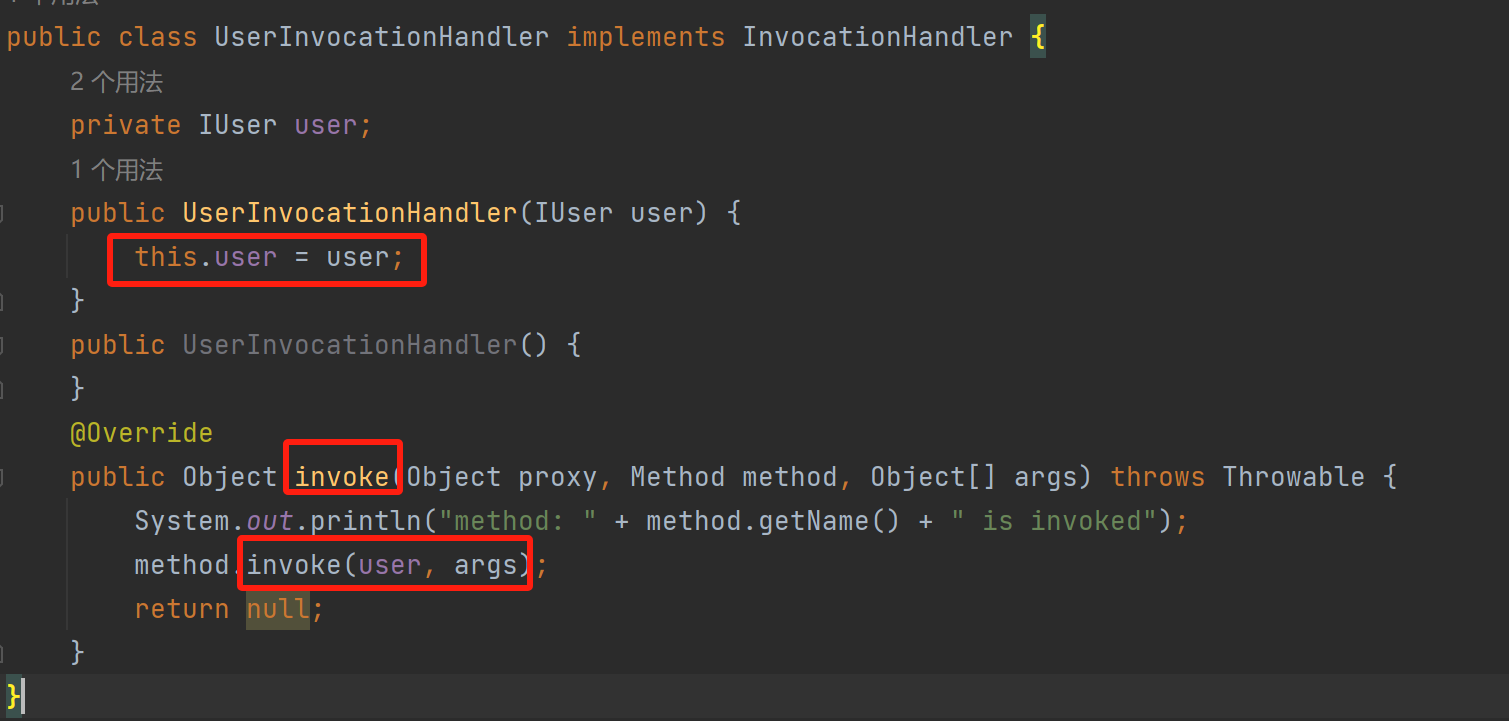 public class UserInvocationHandler implements InvocationHandler {
2 个用法
private IUser user;
1 个用法
public UserInvocationHandler(IUser user) {
this.user = user;
}
public UserInvocationHandler() {
}
@Override
public Object invoke(Object proxy, Method method, Object[] args) throws Throwable {
System.out.println("method: " + method.getName() + " is invoked");
method.invoke(user, args);
return null;
}
}